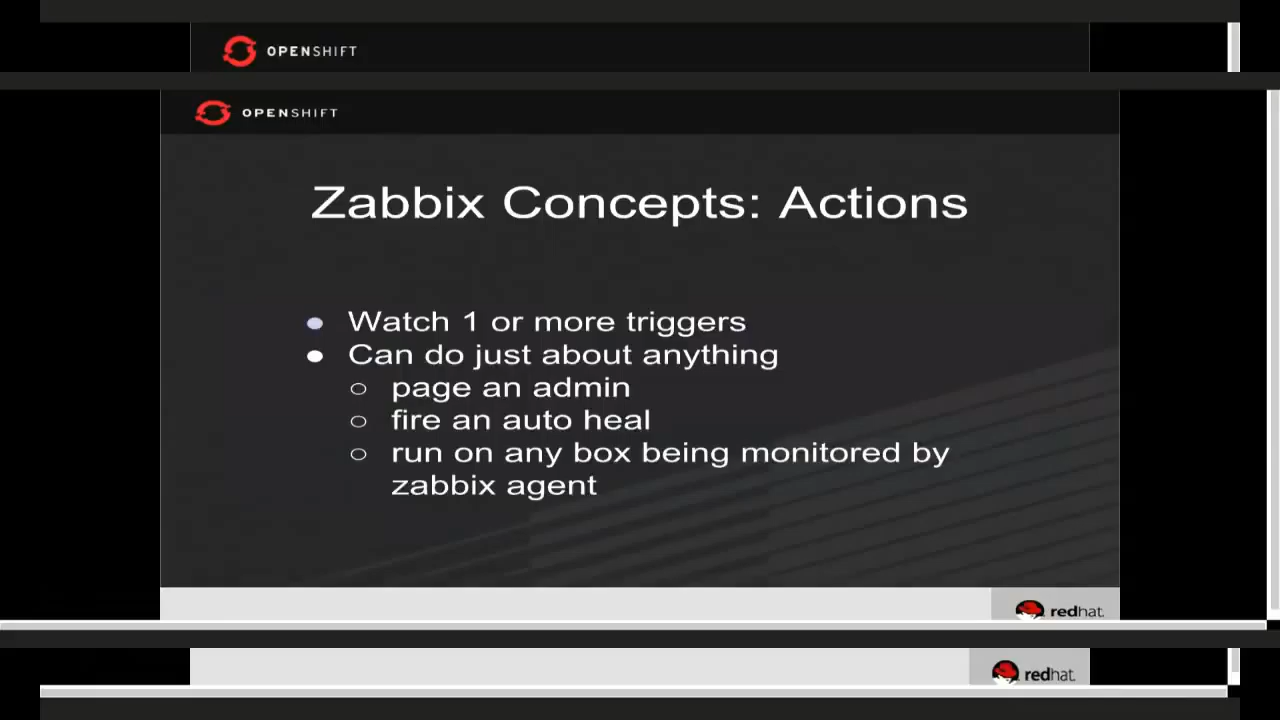 OPENSHIFT
OPENSHIFT
Zabbix Concepts: Actions
● Watch 1 or more triggers
● Can do just about anything
○ page an admin
○ fire an auto heal
○ run on any box being monitored by
zabbix agent
redhat.
redhat.